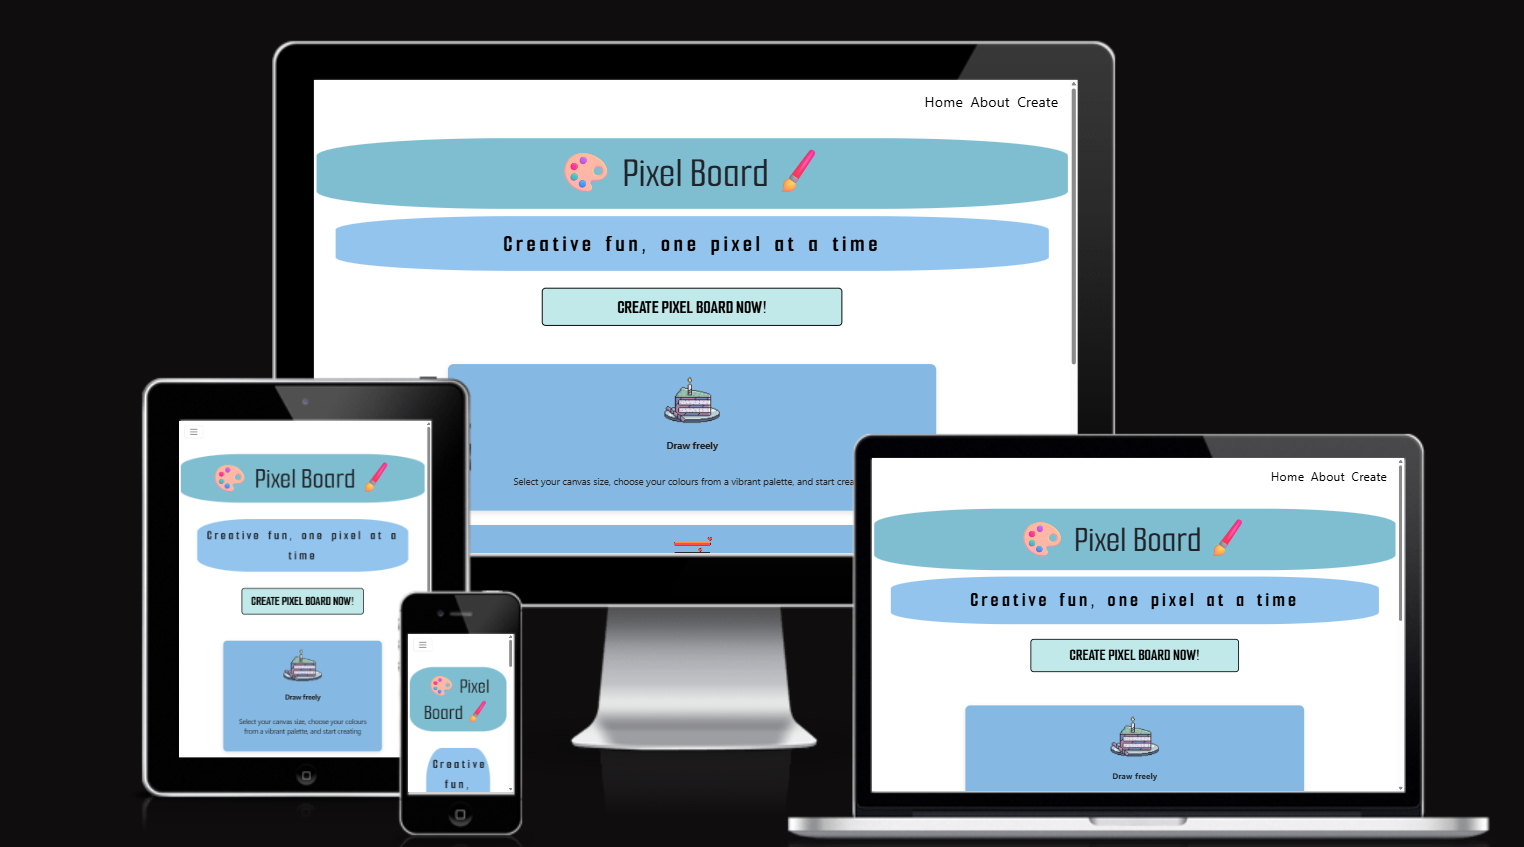 Home About Create
Pixel Board
Creative fun, one pixel at a time
CREATE PIXEL BOARD NOW!
Draw freely
Select your canvas size, choose your colours from a vibrant palette, and start crea
Pixel Board
Creative fun, one pixel at a
time
CREATE PIXEL BOARD NOW!
Draw freely
Select your canvas size, choose your colours
from a vibrant palette, and start creating
Pixel
Board
Creative
fun,
Home About Create
Pixel Board
Creative fun, one pixel at a time
CREATE PIXEL BOARD NOW!
Draw freely